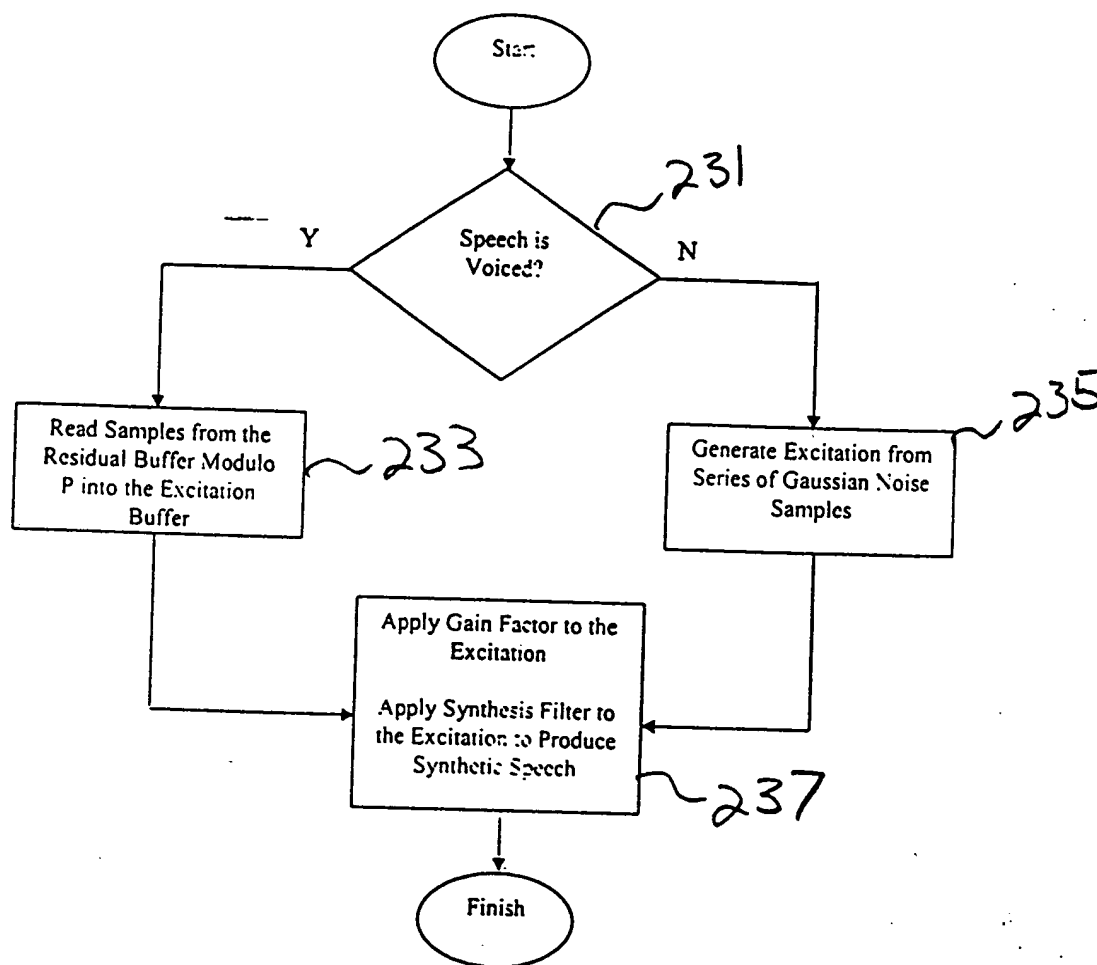 Start
231
Speech is
Voiced?
Y
N
Read Samples from the
Residual Buffer Modulo
P into the Excitation
Buffer
233
235
Generate Excitation from
Series of Gaussian Noise
Samples
Apply Gain Factor to the
Excitation
Apply Synthesis Filter to
the Excitation to Produce
Synthetic Speech
237
Finish